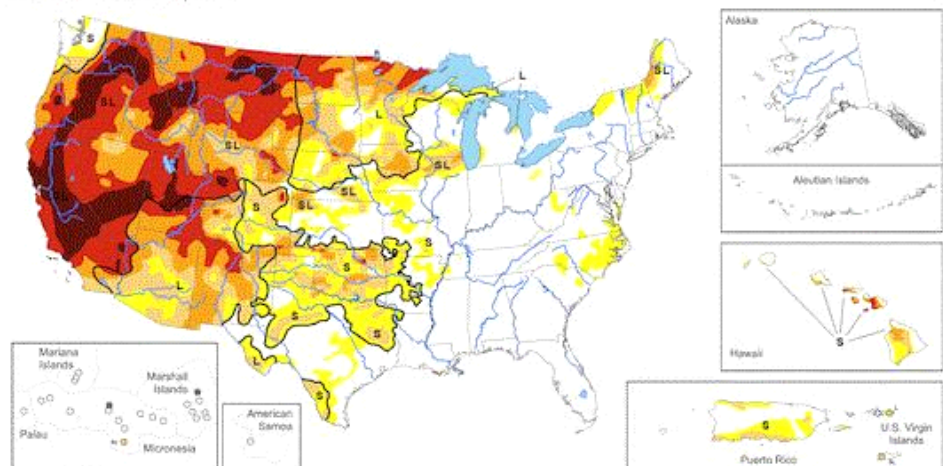 S
L
SL
SL
L
SL
SL
SL
SL
S
S
S
L
S
S
L
S
Alaska
Aleutian Islands
Hawaii
S
Mariana
Islands
Marshall
Islands
Palau
Micronesia
American
Samoa
S
Puerto Rico
U.S. Virgin
Islands